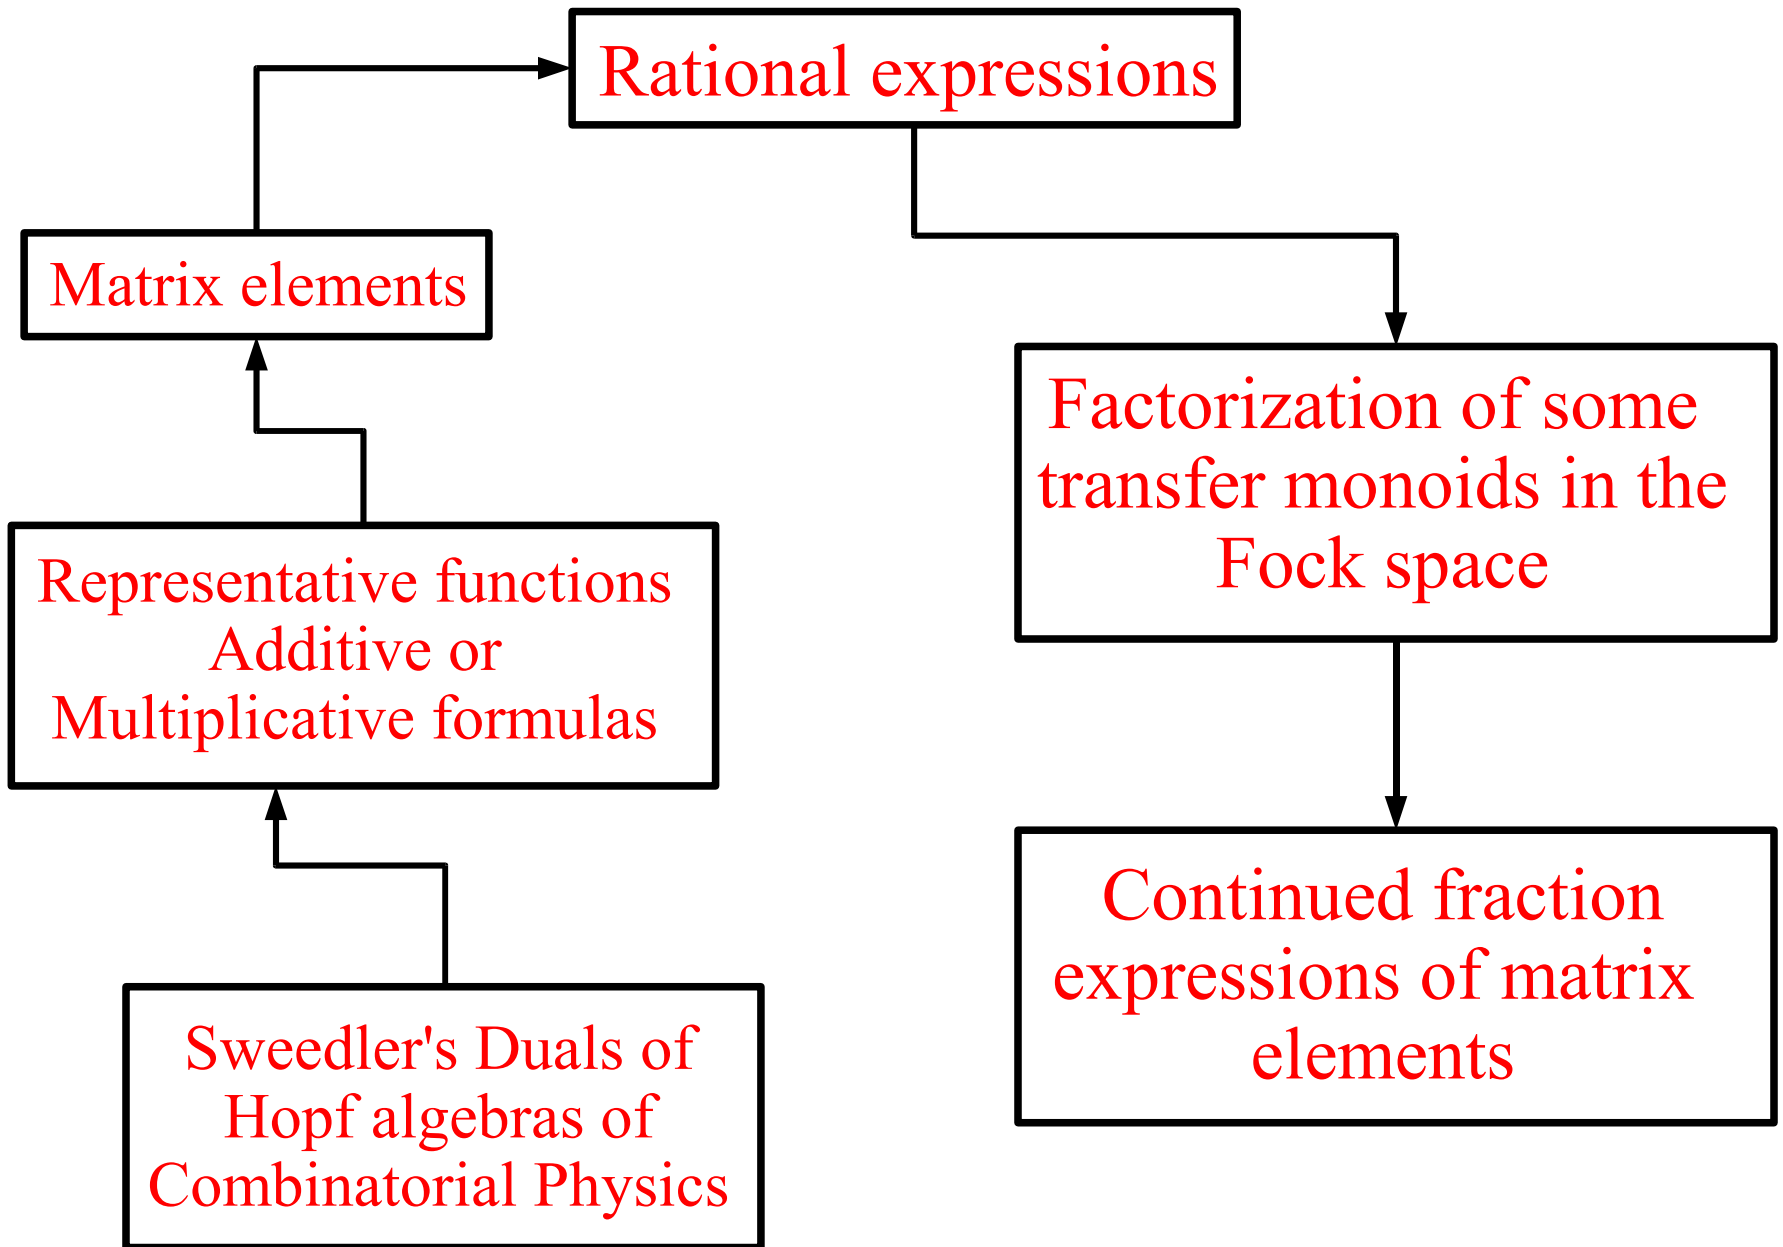 Rational expressions
Matrix elements
Factorization of some
transfer monoids in the
Fock space
Representative functions
Additive or
Multiplicative formulas
Continued fraction
expressions of matrix
elements
Sweedler's Duals of
Hopf algebras of
Combinatorial Physics